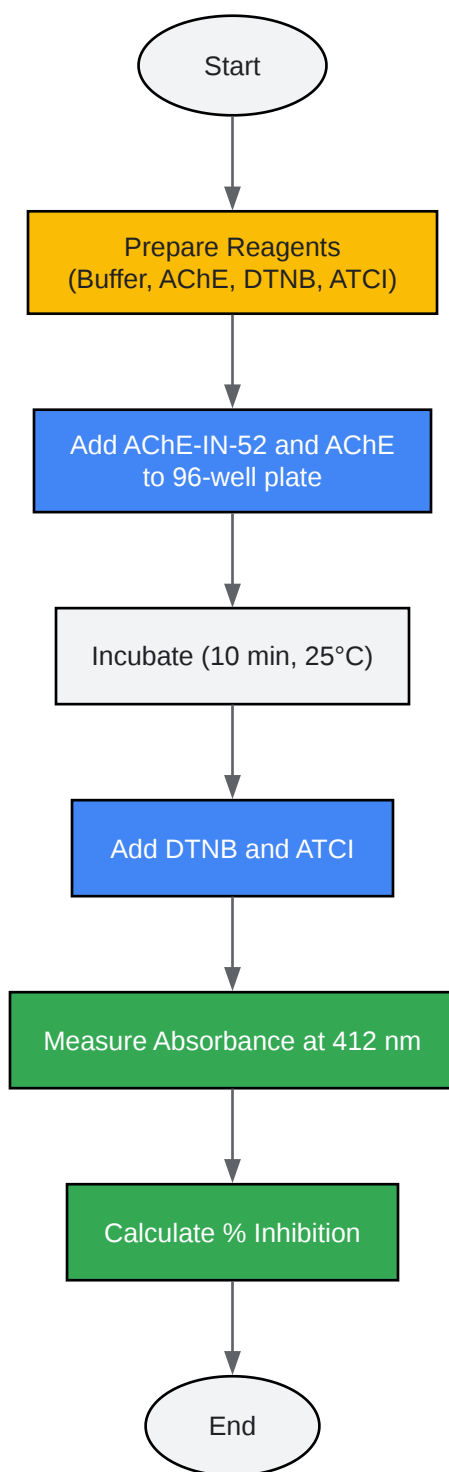 Start
Prepare Reagents
(Buffer, AChE, DTNB, ATCI)
Add AChE-IN-52 and AChE
to 96-well plate
Incubate (10 min, 25°C)
Add DTNB and ATCI
Measure Absorbance at 412 nm
Calculate % Inhibition
End